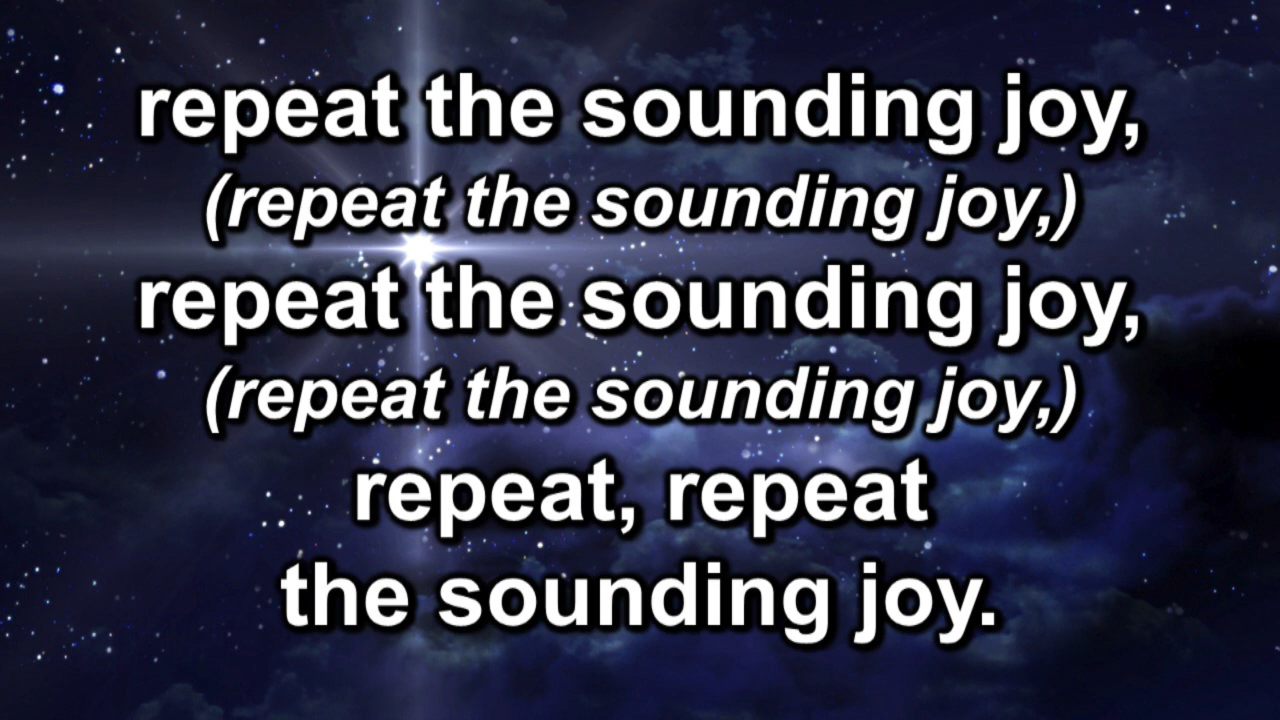 repeat the sounding joy,
(repeat the sounding joy,)
repeat the sounding joy,
(repeat the sounding joy,)
repeat, repeat
the sounding joy.